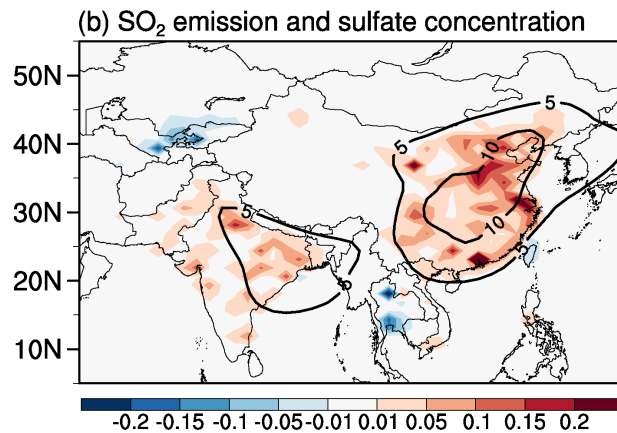 (b) SO₂ emission and sulfate concentration
50N
40N
30N
20N
10N
5
5
10
10
5
5
5
-0.2 -0.15 -0.1 -0.05 -0.01 0.01 0.05 0.1 0.15 0.2